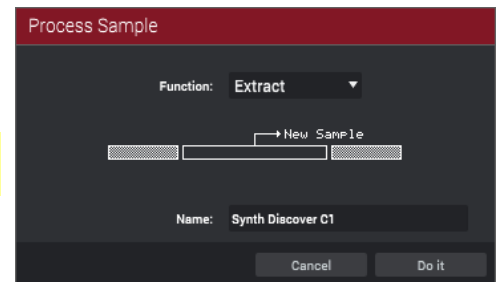 Process Sample
Function: Extract
New Sample
Name: Synth Discover C1
Cancel Do it